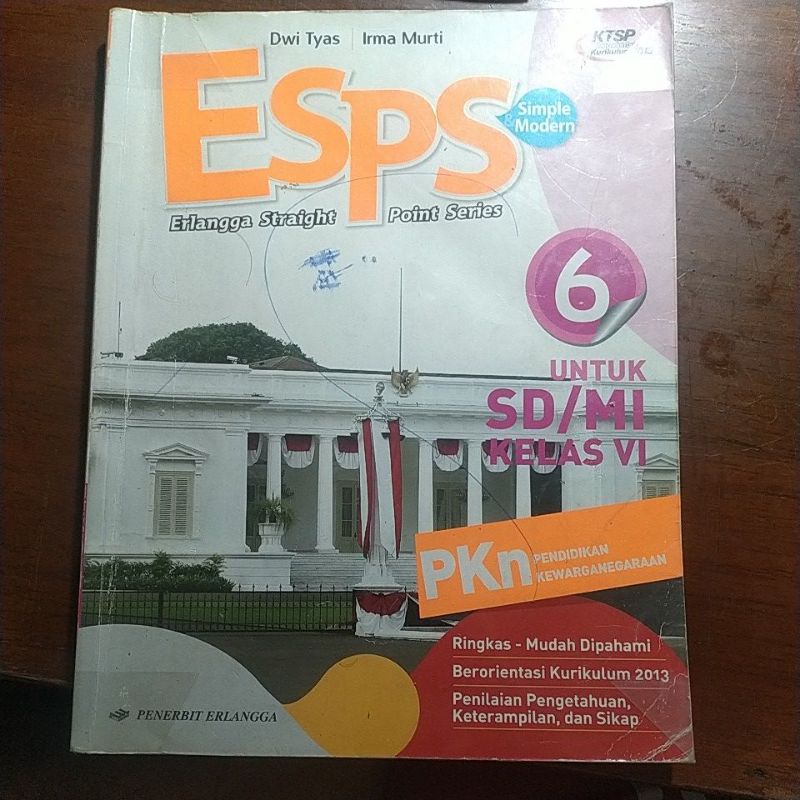 Dwi Tyas | Irma Murti
KTSP
Kurikulum
ESPS
Simple
Modern
Erlangga Straight Point Series
6
UNTUK
SD/MI
KELAS VI
PKn PENDIDIKAN
KEWARGANEGARAAN
Ringkas - Mudah Dipahami
Berorientasi Kurikulum 2013
Penilaian Pengetahuan,
Keterampilan, dan Sikap
PENERBIT ERLANGGA